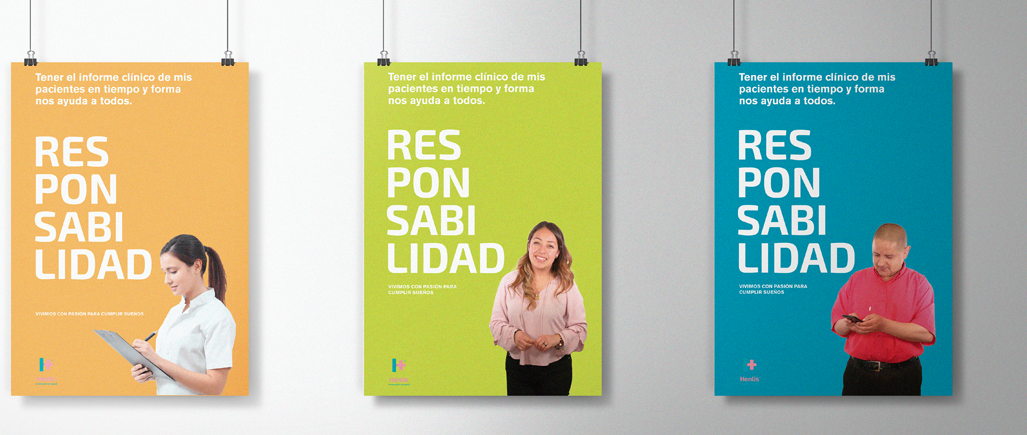 Tener el informe clínico de mis
pacientes en tiempo y forma
nos ayuda a todos.
RES
PON
SABI
LIDAD
VIVIMOS CON PASIÓN PARA CUMPLIR SUEÑOS
Tener el informe clínico de mis
pacientes en tiempo y forma
nos ayuda a todos.
RES
PON
SABI
LIDAD
VIVIMOS CON PASIÓN PARA
CUMPLIR SUEÑOS
Tener el informe clínico de mis
pacientes en tiempo y forma
nos ayuda a todos.
RES
PON
SABI
LIDAD
VIVIMOS CON PASIÓN PARA
CUMPLIR SUEÑOS